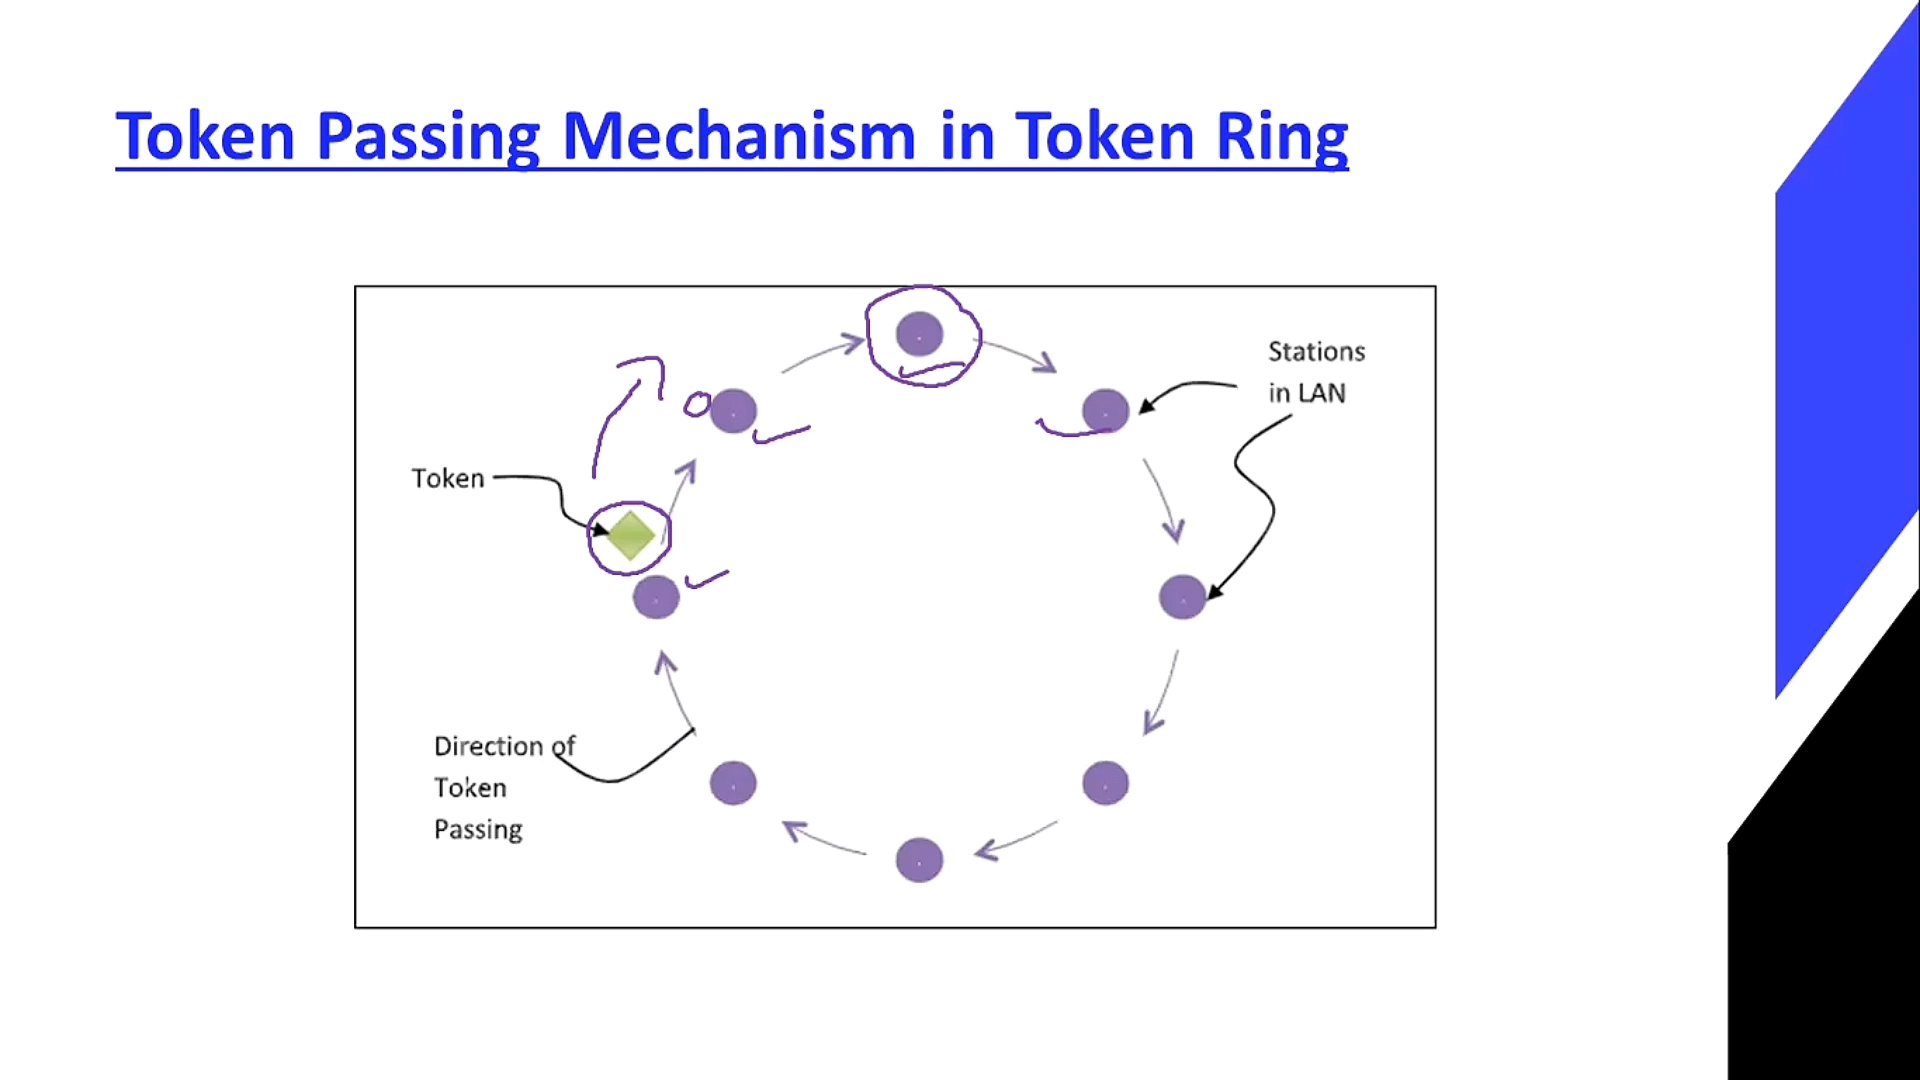 Token Passing Mechanism in Token Ring
Stations
in LAN
Token
Direction of
Token
Passing